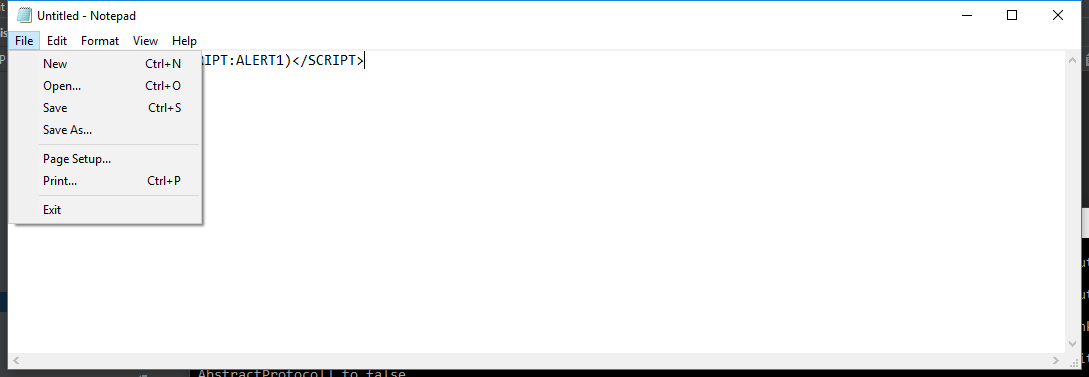 Untitled - Notepad
File Edit Format View Help
RIPT:ALERT1)</SCRIPT>
New Ctrl+N
Open... Ctrl+O
Save Ctrl+S
Save As...
Page Setup...
Print... Ctrl+P
Exit
AbstractProtocol] to false